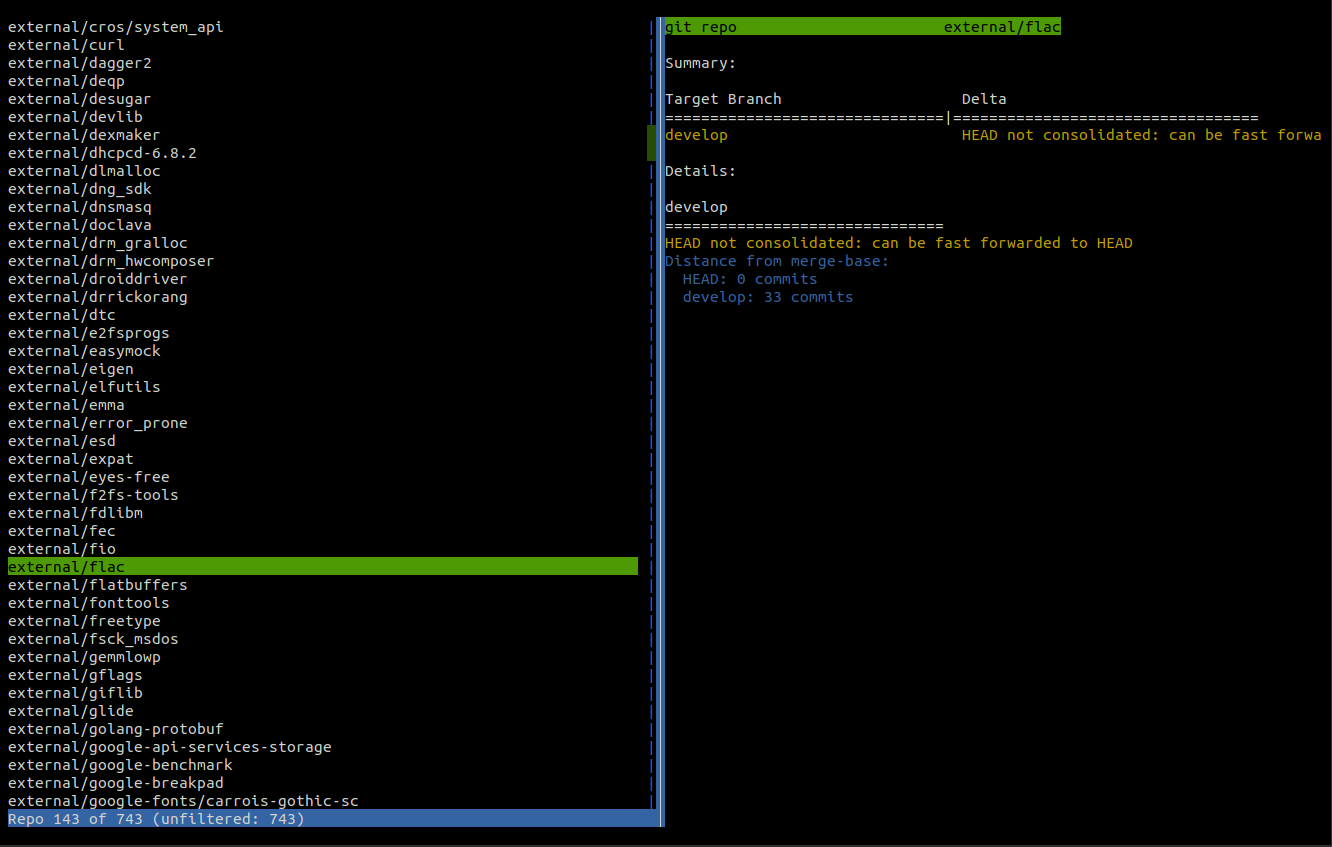 external/cros/system_api
external/curl
external/dagger2
external/deqp
external/desugar
external/devlib
external/dexmaker
external/dhcpcd-6.8.2
external/dlmalloc
external/dng_sdk
external/dnsmasq
external/doclava
external/drm_gralloc
external/drm_hwcomposer
external/droiddriver
external/drrickorang
external/dtc
external/e2fsprogs
external/easymock
external/eigen
external/elfutils
external/emma
external/error_prone
external/esd
external/expat
external/eyes-free
external/f2fs-tools
external/fdlibm
external/fec
external/fio
external/flac
external/flatbuffers
external/fonttools
external/freetype
external/fsck_msdos
external/gemmlowp
external/gflags
external/giflib
external/glide
external/golang-protobuf
external/google-api-services-storage
external/google-benchmark
external/google-breakpad
external/google-fonts/carrois-gothic-sc
Repo 143 of 743 (unfiltered: 743)
git repo                       external/flac
Summary:
Target Branch                    Delta
===============================|==================================
develop                          HEAD not consolidated: can be fast forwa
Details:
develop
===============================
HEAD not consolidated: can be fast forwarded to HEAD
Distance from merge-base:
  HEAD: 0 commits
  develop: 33 commits